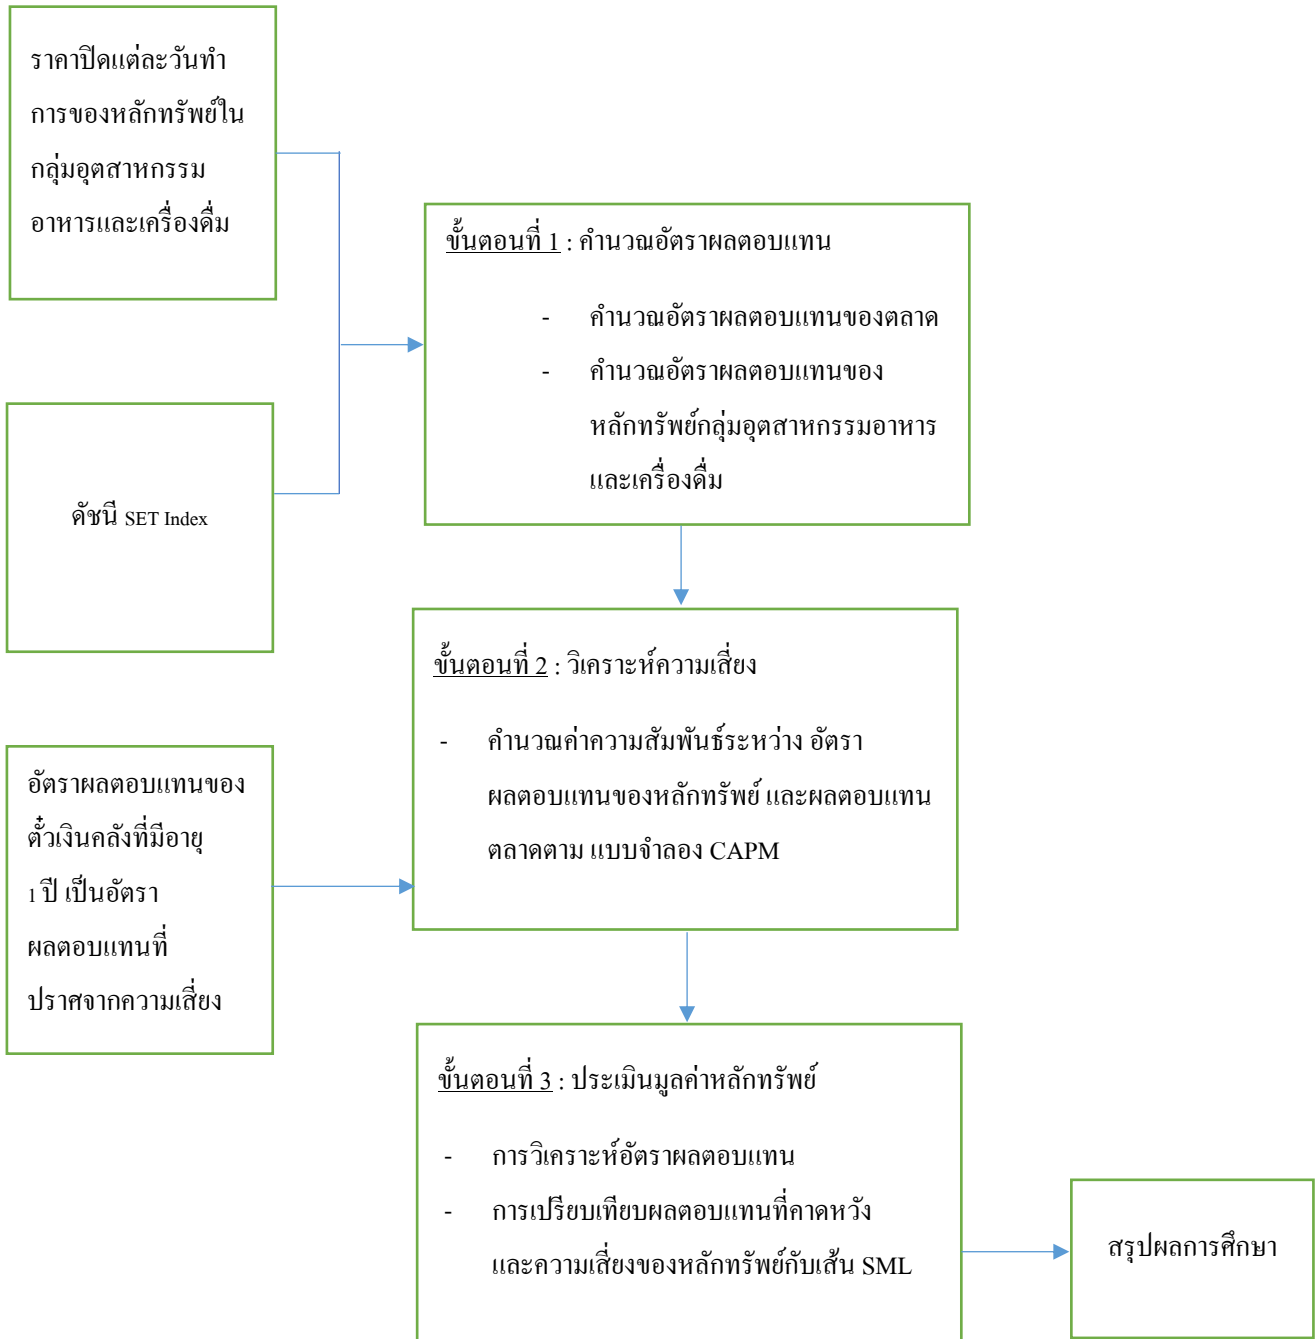 ราคาปิดแต่ละวันทำ
การของหลักทรัพย์ใน
กลุ่มอุตสาหกรรม
อาหารและเครื่องดื่ม
ขั้นตอนที่ 1 : คำนวณอัตราผลตอบแทน
- คำนวณอัตราผลตอบแทนของตลาด
- คำนวณอัตราผลตอบแทนของ
หลักทรัพย์กลุ่มอุตสาหกรรมอาหาร
และเครื่องดื่ม
ดัชนี SET Index
ขั้นตอนที่ 2 : วิเคราะห์ความเสี่ยง
- คำนวณค่าความสัมพันธ์ระหว่าง อัตรา
ผลตอบแทนของหลักทรัพย์ และผลตอบแทน
ตลาดตาม แบบจำลอง CAPM
อัตราผลตอบแทนของ
ตั๋วเงินคลังที่มีอายุ
1 ปี เป็นอัตรา
ผลตอบแทนที่
ปราศจากความเสี่ยง
ขั้นตอนที่ 3 : ประเมินมูลค่าหลักทรัพย์
- การวิเคราะห์อัตราผลตอบแทน
- การเปรียบเทียบผลตอบแทนที่คาดหวัง
และความเสี่ยงของหลักทรัพย์กับเส้น SML
สรุปผลการศึกษา